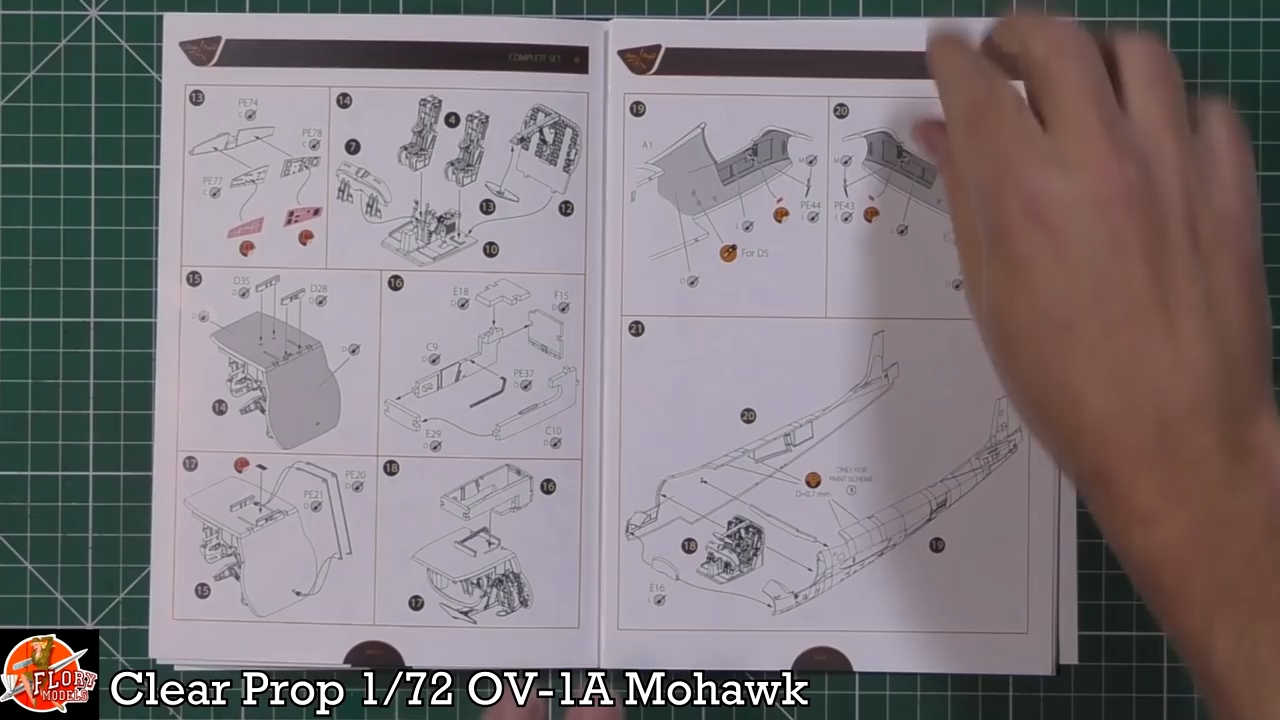 COMPLETE SET
13
PE74
C
PE78
C
PE77
C
14
4
7
13
12
10
15
D35
D
D28
D
D
D
14
16
E18
D
F15
D
C9
D
PE37
D
E29
D
C10
D
17
PE20
D
PE21
D
15
18
16
17
19
A1
M
PE44
L
L
For D5
D
20
M
PE43
L
L
D
21
20
ONLY FOR
PAINT SCHEME
D=0,7 mm
18
19
E16
L
FLORY
MODELS
Clear Prop 1/72 OV-1A Mohawk